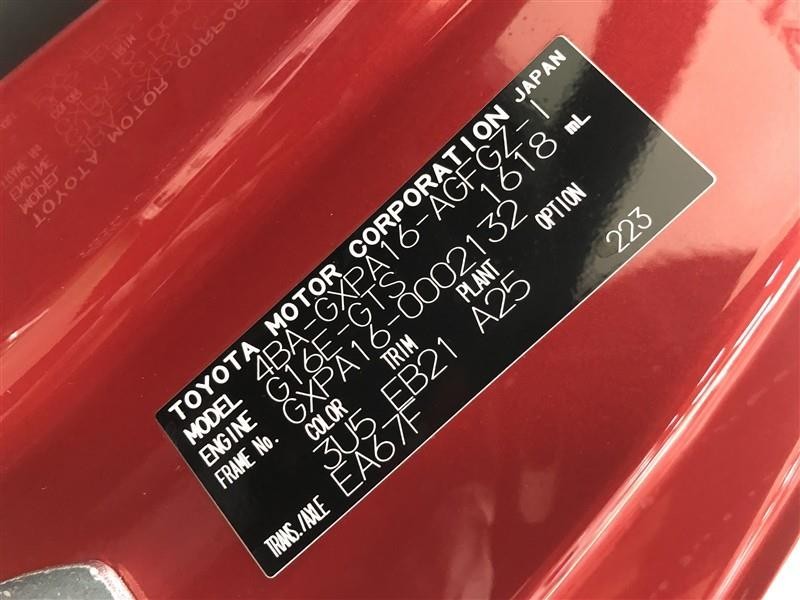 TOYOTA MOTOR CORPORATION JAPAN
MODEL 4BA-GXPA16-AGFGZ-1
ENGINE G16E-GTS 1618 mL
FRAME No. GXPA16-0002132
COLOR TRIM PLANT OPTION
3U5 EB21 A25 223
TRANS./AXLE EA67F